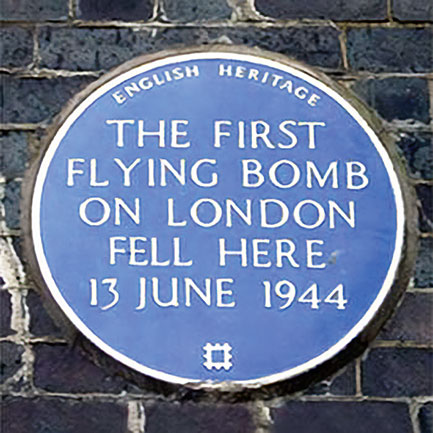 ENGLISH HERITAGE
THE FIRST
FLYING BOMB
ON LONDON
FELL HERE
13 JUNE 1944